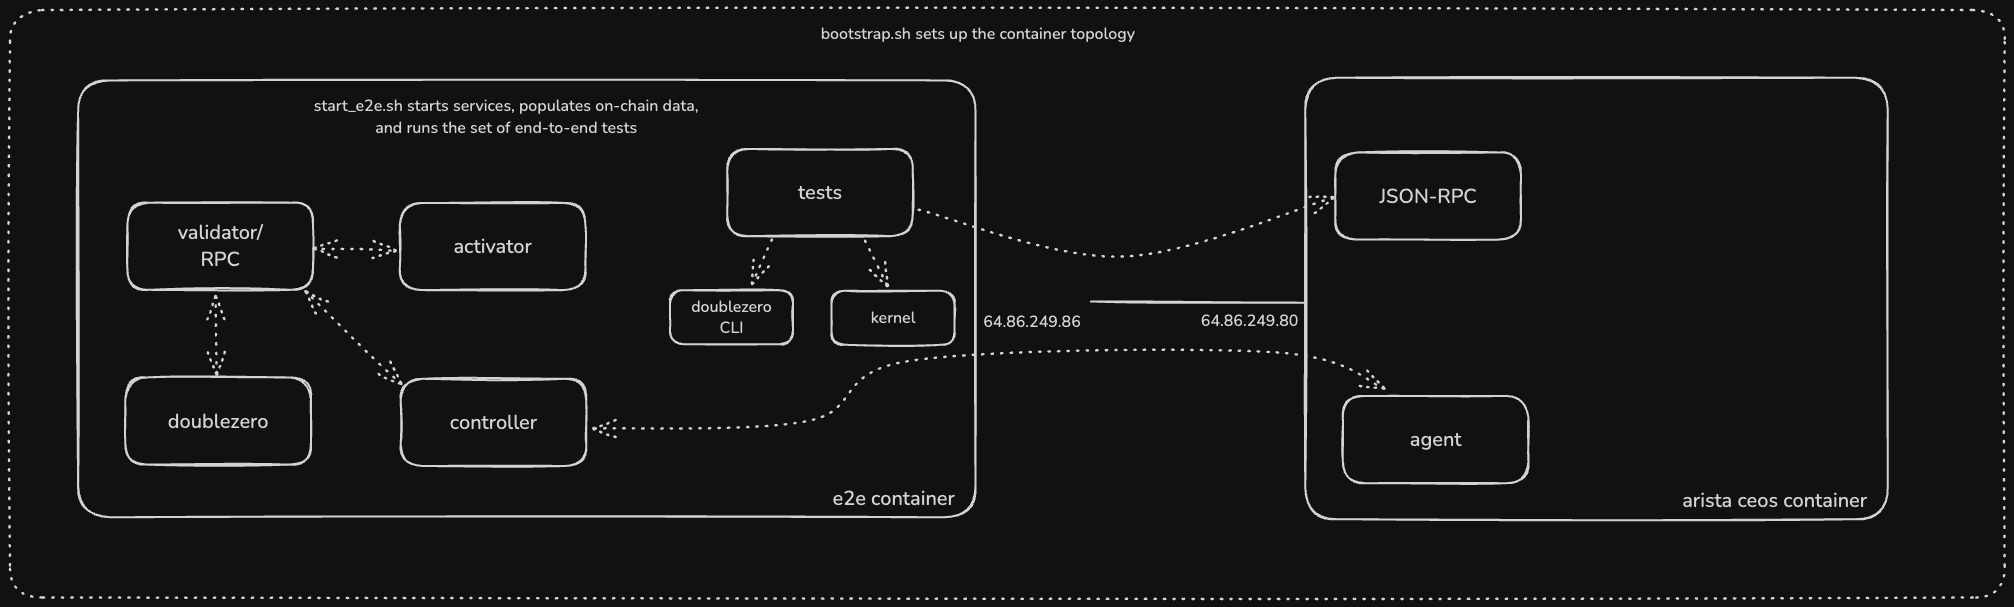 bootstrap.sh sets up the container topology
start_e2e.sh starts services, populates on-chain data,
and runs the set of end-to-end tests
tests
JSON-RPC
validator/
RPC
activator
doublezero
CLI
kernel
64.86.249.86
64.86.249.80
doublezero
controller
agent
e2e container
arista ceos container